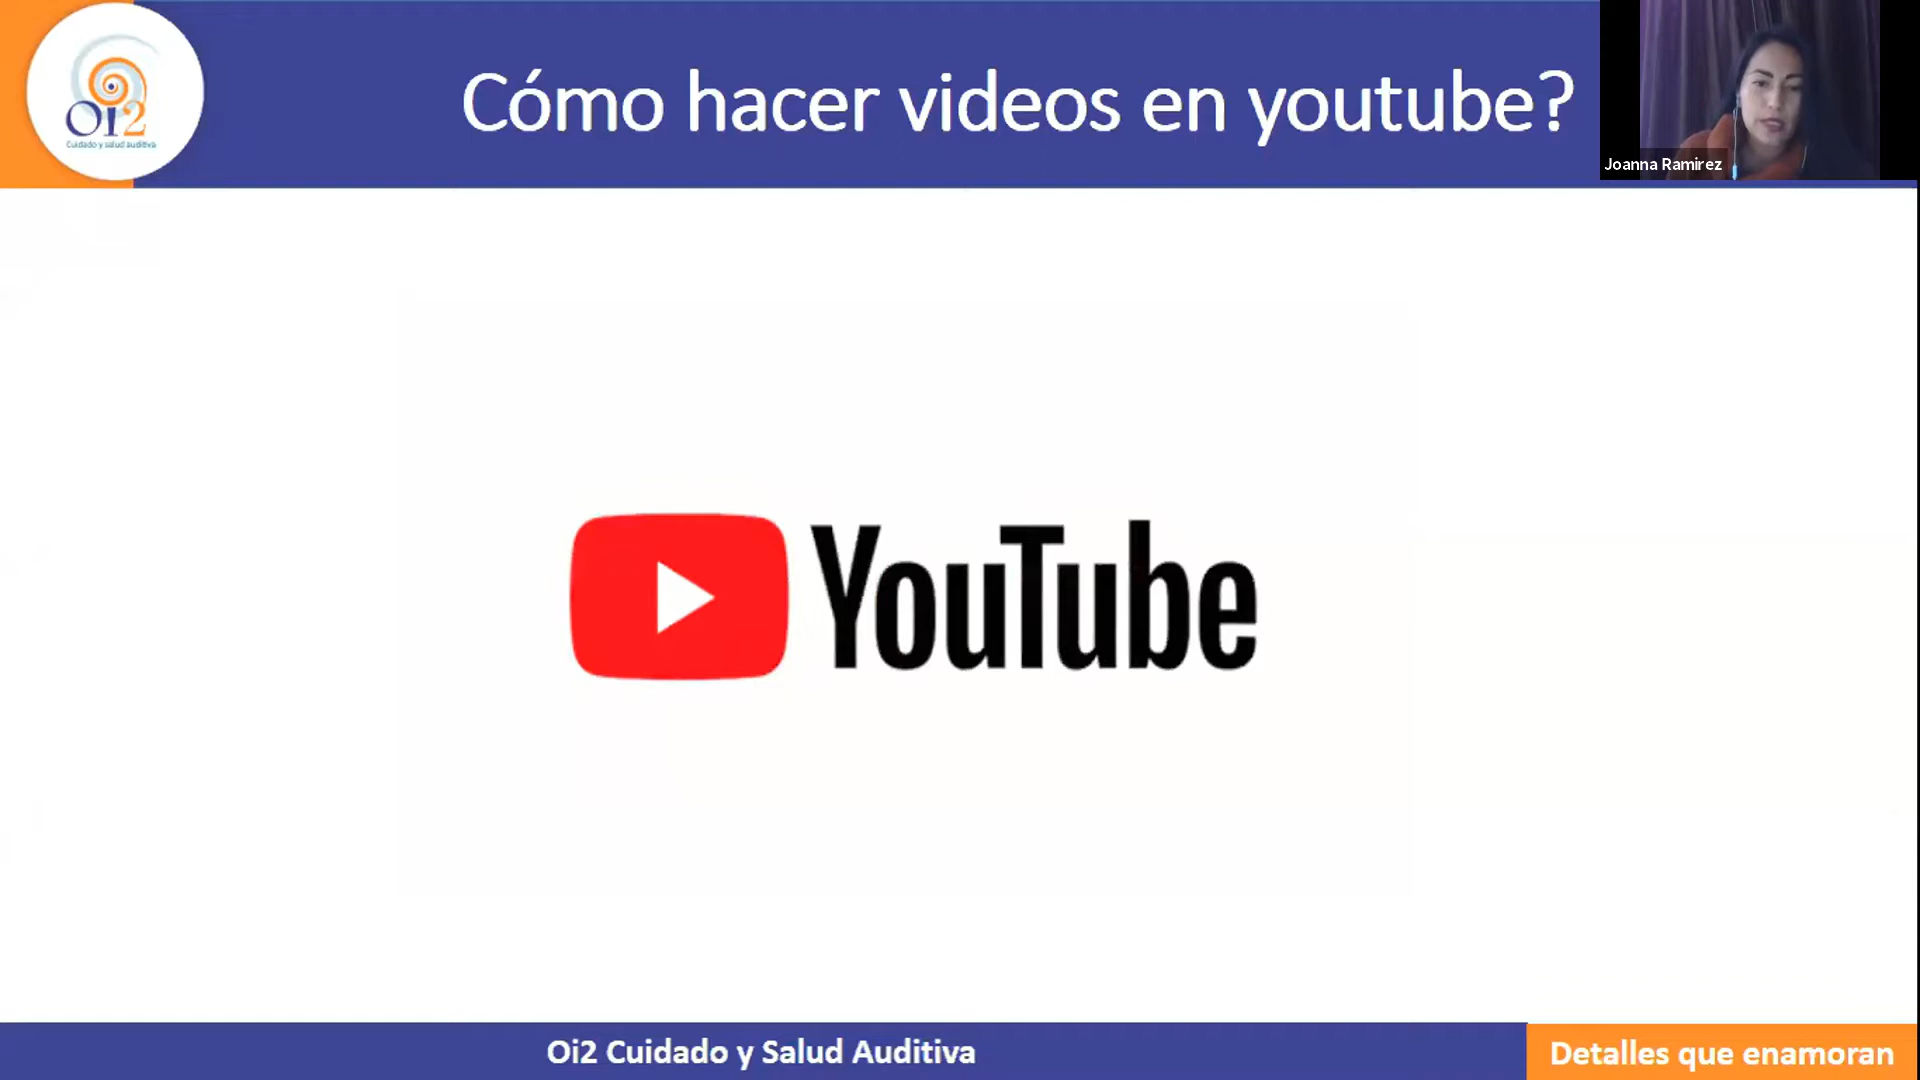 Oi2
Cuidado y salud auditiva
Cómo hacer videos en youtube?
Joanna Ramirez
YouTube
Oi2 Cuidado y Salud Auditiva
Detalles que enamoran